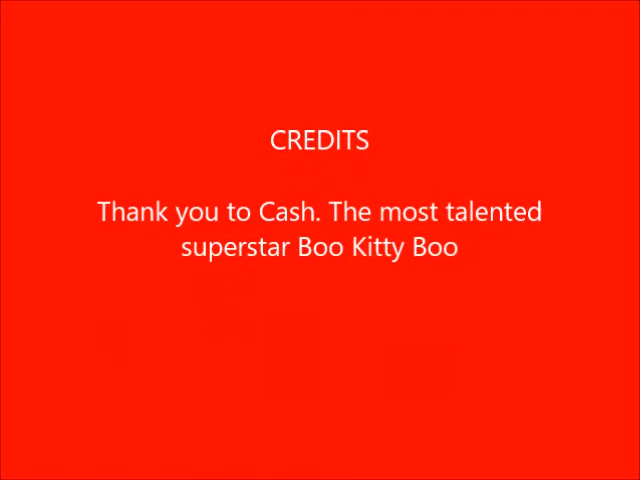 CREDITS
Thank you to Cash. The most talented
superstar Boo Kitty Boo